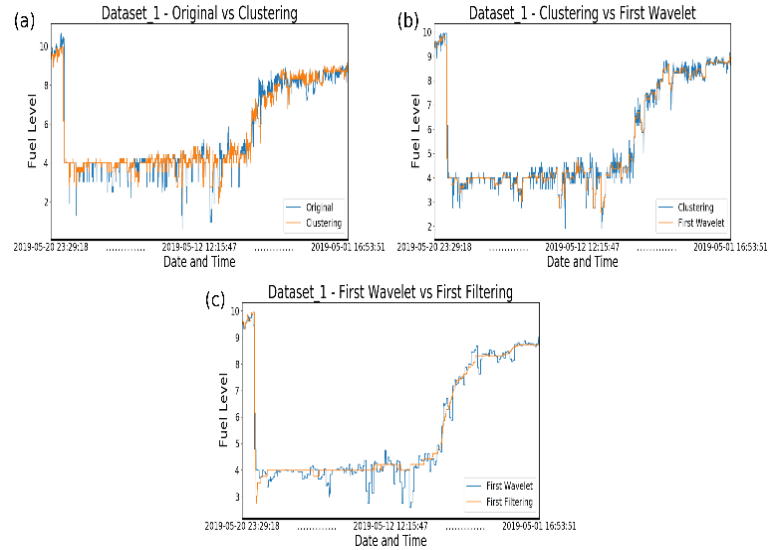 (a)
Dataset_1 - Original vs Clustering
10
8
6
4
2
Fuel Level
Original
Clustering
2019-05-20 23:29:18 ............ 2019-05-12 12:15:47 ............ 2019-05-01 16:53:51
Date and Time
(b)
Dataset_1 - Clustering vs First Wavelet
10
9
8
7
6
5
4
3
2
Fuel Level
Clustering
First Wavelet
2019-05-20 23:29:18 ............ 2019-05-12 12:15:47 ............ 2019-05-01 16:53:51
Date and Time
(c)
Dataset_1 - First Wavelet vs First Filtering
10
9
8
7
6
5
4
3
Fuel Level
First Wavelet
First Filtering
2019-05-20 23:29:18 ............ 2019-05-12 12:15:47 ............ 2019-05-01 16:53:51
Date and Time